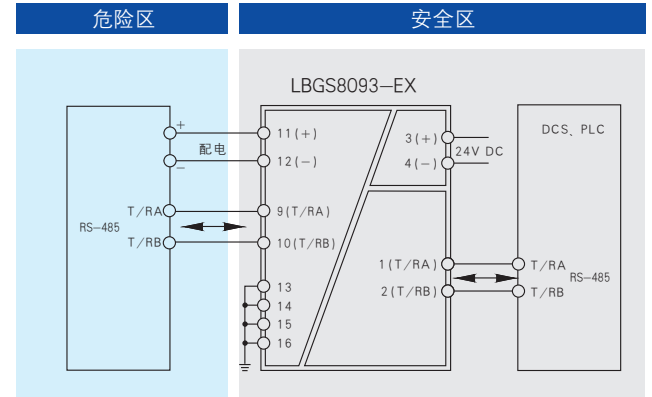 危险区
安全区
LBGS8093-EX
+
配电
-
T/RA
RS-485
T/RB
11(+)
12(-)
9(T/RA)
10(T/RB)
13
14
15
16
3(+)
4(-)
24V DC
1(T/RA)
2(T/RB)
DCS、PLC
T/RA
RS-485
T/RB